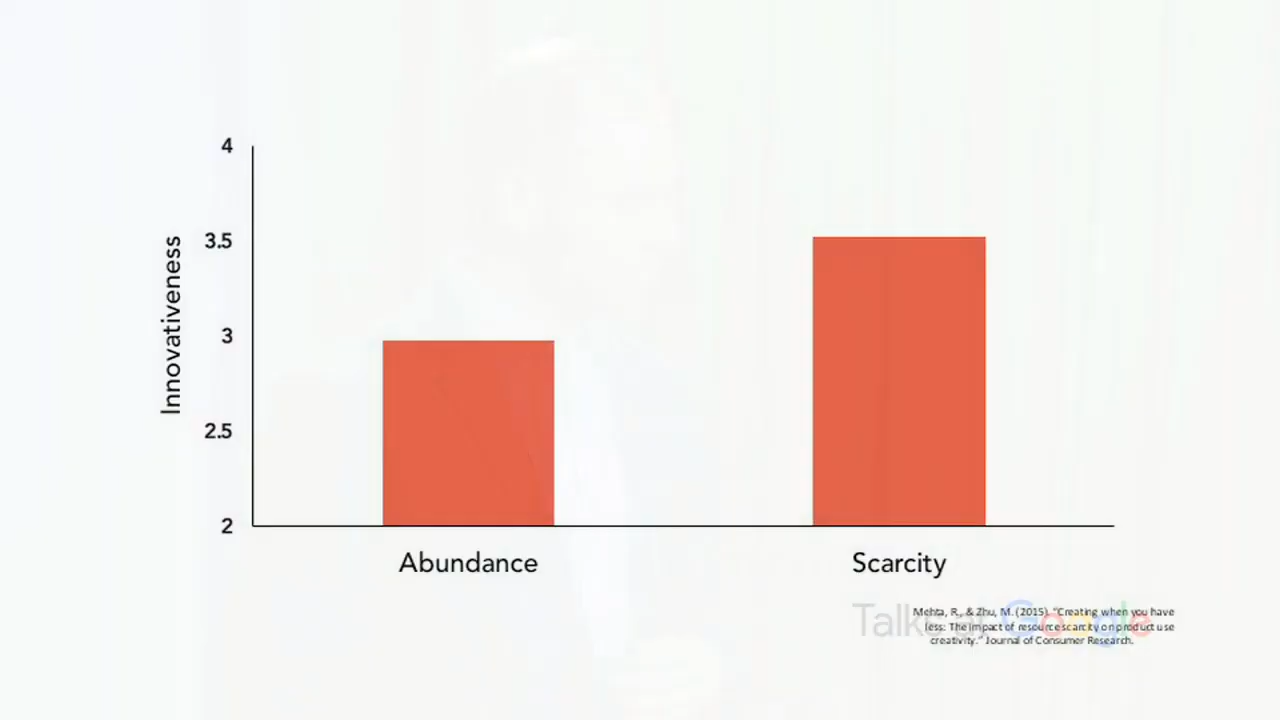 4
3.5
3
2.5
2
Innovativeness
Abundance
Scarcity
Mehta, R., & Zhu, M. (2015). "Creating when you have
less: The impact of resource scarcity on product use
creativity." Journal of Consumer Research.
Talks at Google